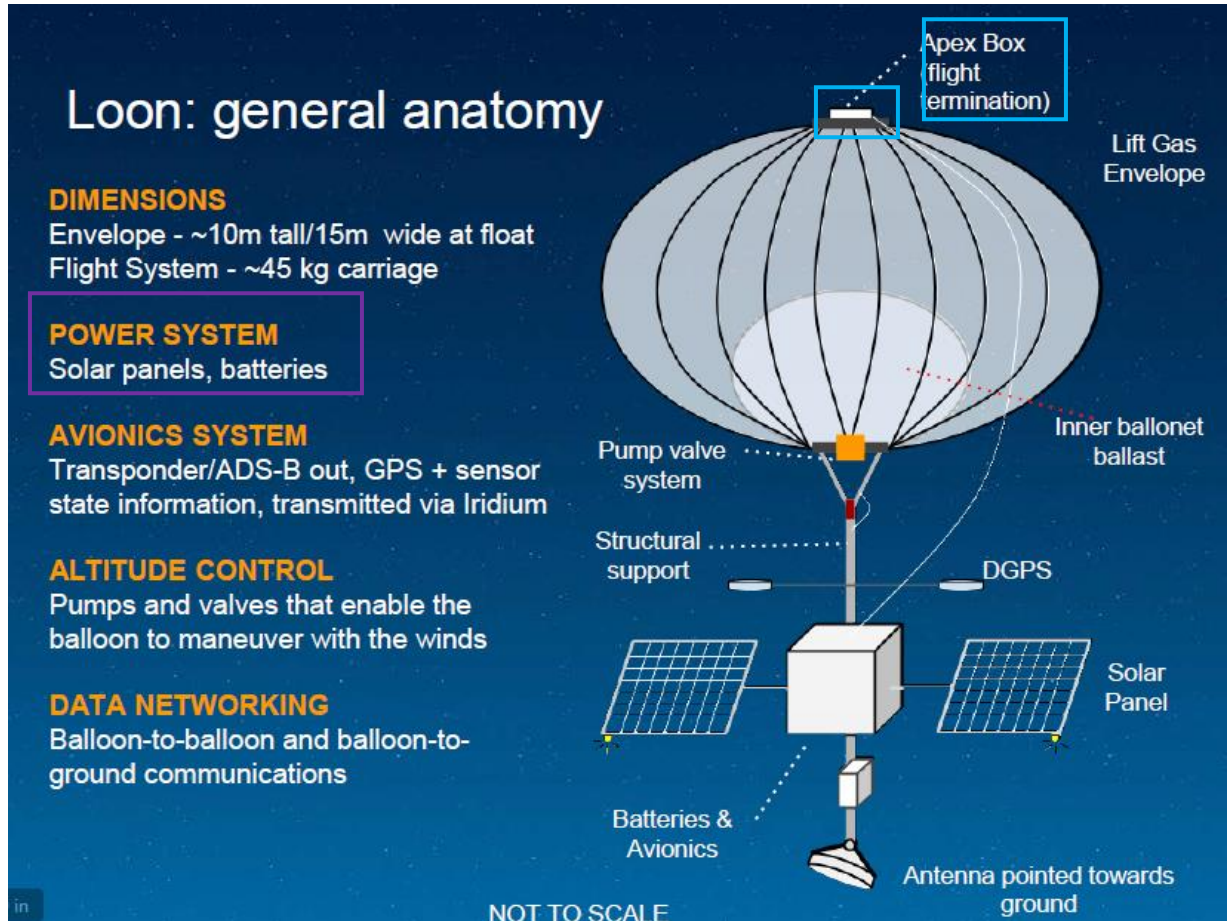 Loon: general anatomy
DIMENSIONS
Envelope - ~10m tall/15m wide at float
Flight System - ~45 kg carriage
POWER SYSTEM
Solar panels, batteries
AVIONICS SYSTEM
Transponder/ADS-B out, GPS + sensor
state information, transmitted via Iridium
ALTITUDE CONTROL
Pumps and valves that enable the
balloon to maneuver with the winds
DATA NETWORKING
Balloon-to-balloon and balloon-to-
ground communications
Apex Box
(flight
termination)
Lift Gas
Envelope
Inner ballonet
ballast
Pump valve
system
Structural
support
DGPS
Solar
Panel
Batteries &
Avionics
Antenna pointed towards
ground
NOT TO SCALE
in